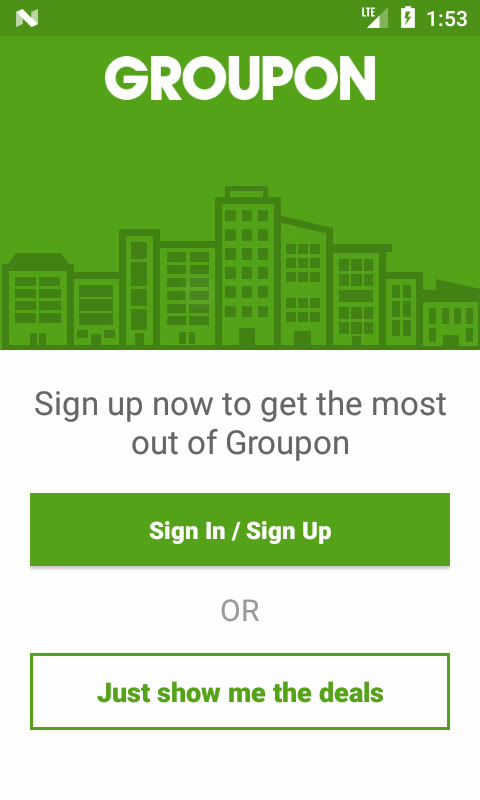 LTE 1:53
GROUPON
Sign up now to get the most
out of Groupon
Sign In / Sign Up
OR
Just show me the deals